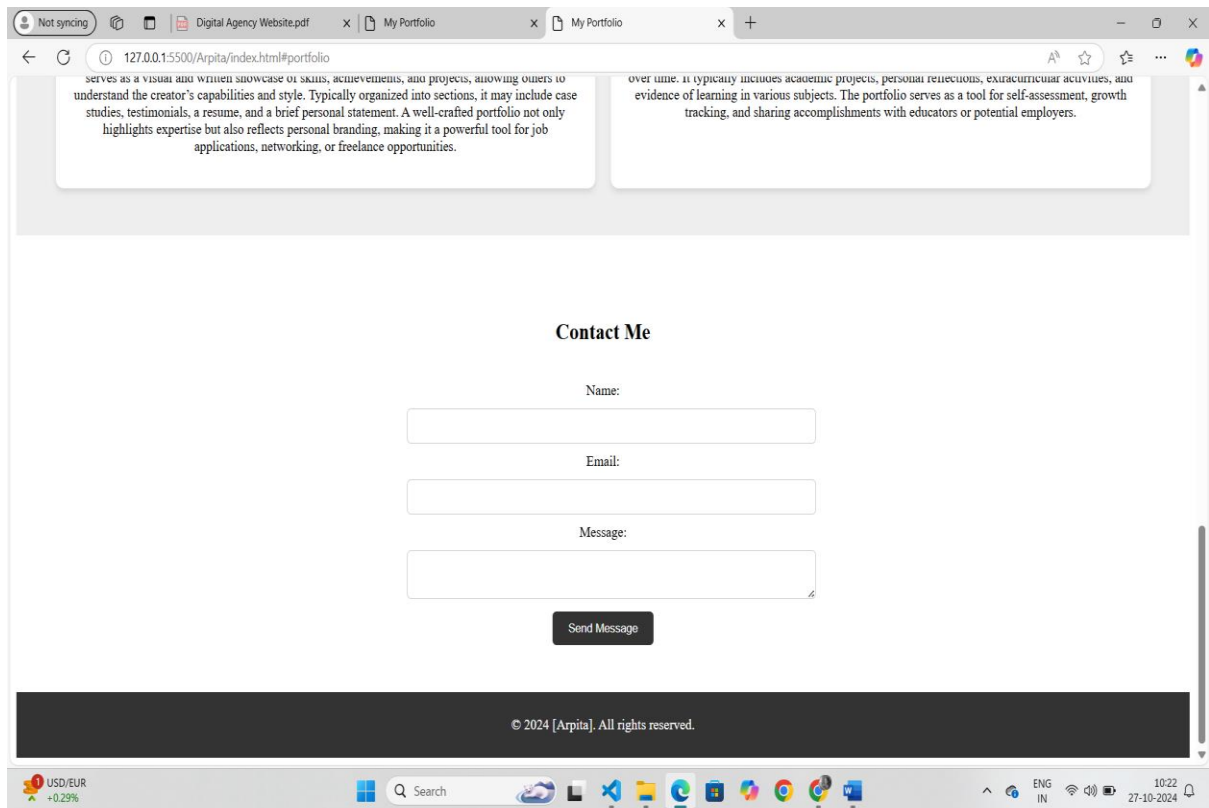 Not syncing
Digital Agency Website.pdf
My Portfolio
My Portfolio
127.0.0.1:5500/Arpita/index.html#portfolio
serves as a visual and written showcase of skills, achievements, and projects, allowing others to
understand the creator's capabilities and style. Typically organized into sections, it may include case
studies, testimonials, a resume, and a brief personal statement. A well-crafted portfolio not only
highlights expertise but also reflects personal branding, making it a powerful tool for job
applications, networking, or freelance opportunities.
over time. It typically includes academic projects, personal reflections, extracurricular activities, and
evidence of learning in various subjects. The portfolio serves as a tool for self-assessment, growth
tracking, and sharing accomplishments with educators or potential employers.
Contact Me
Name:
Email:
Message:
Send Message
© 2024 [Arpita]. All rights reserved.
1
USD/EUR
+0.29%
Search
ENG
IN
10:22
27-10-2024